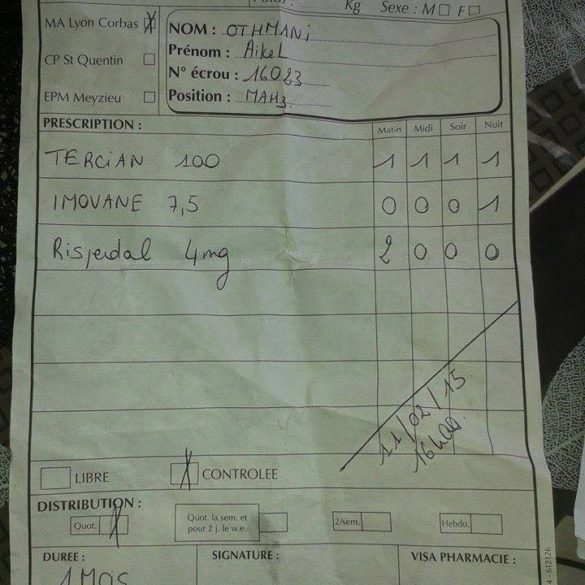 Kg Sexe : M F
MA Lyon Corbas X
CP St Quentin
EPM Meyzieu
NOM : OTHMANi
Prénom : AikeL
N° écrou : 16083
Position : MAH3
PRESCRIPTION : Matin Midi Soir Nuit
TERCiAN 100 1 1 1 1
IMOVANE 7,5 0 0 0 1
Risperdal 4mg 2 0 0 0
11/02/15
16h00
LIBRE X CONTROLEE
DISTRIBUTION :
Quot. X Quot. la sem. et pour 2 j. le w.e. 2/sem. Hebdo.
DUREE : SIGNATURE : VISA PHARMACIE :
1 MOS